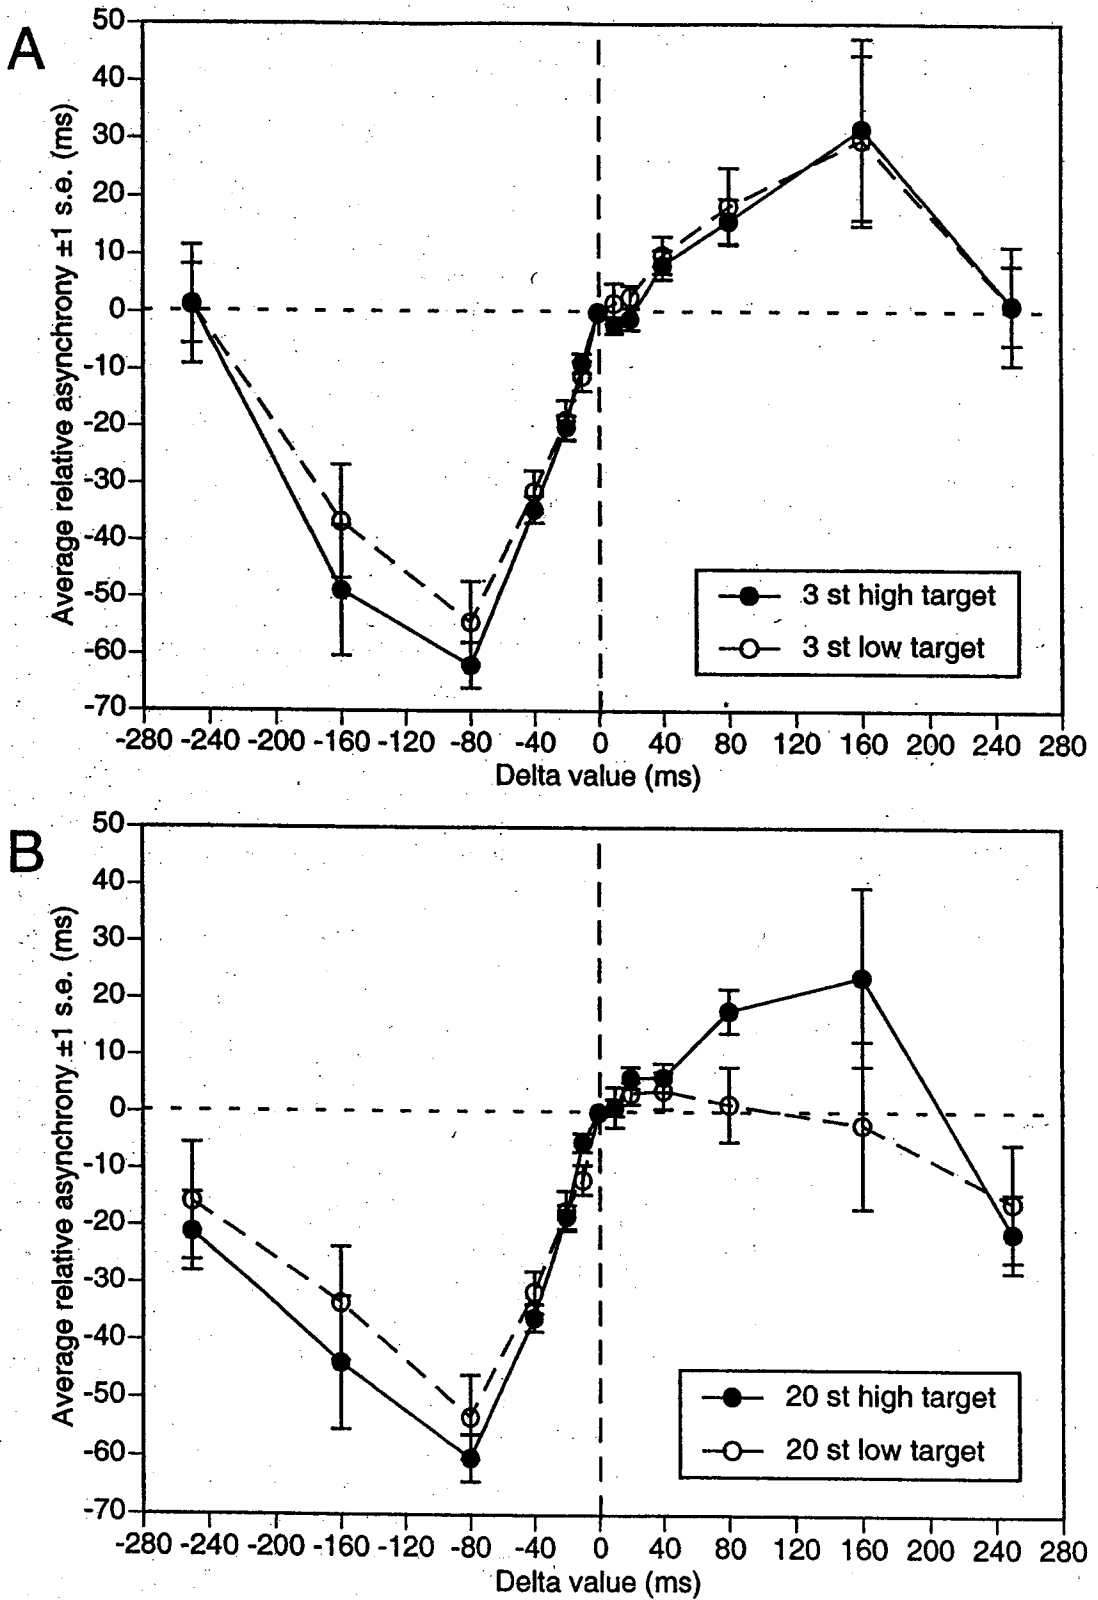 A
Average relative asynchrony ±1 s.e. (ms)
50
40
30
20
10
0
-10
-20
-30
-40
-50
-60
-70
3 st high target
3 st low target
-280 -240 -200 -160 -120 -80 -40 0 40 80 120 160 200 240 280
Delta value (ms)
B
Average relative asynchrony ±1 s.e. (ms)
50
40
30
20
10
0
-10
-20
-30
-40
-50
-60
-70
20 st high target
20 st low target
-280 -240 -200 -160 -120 -80 -40 0 40 80 120 160 200 240 280
Delta value (ms)